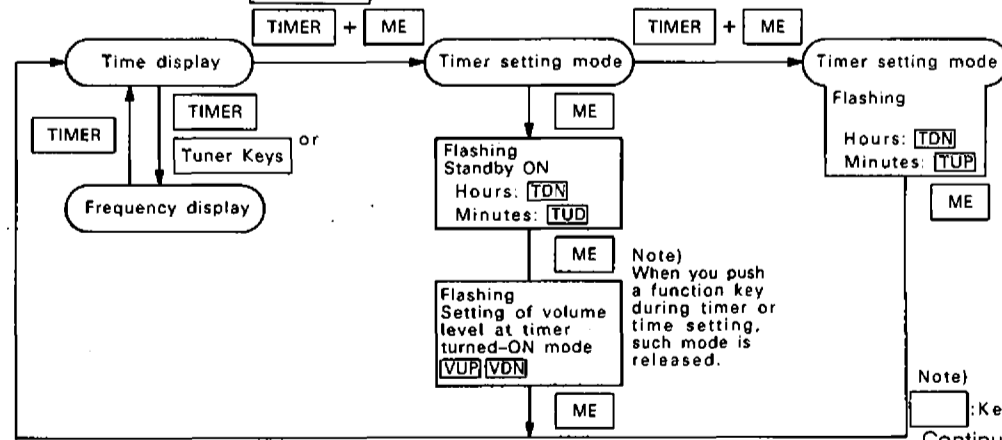 TIMER + ME
TIMER + ME
Time display
Timer setting mode
Timer setting mode
TIMER
TIMER
or
Tuner Keys
Frequency display
ME
Flashing
Standby ON
Hours: TDN
Minutes: TUD
ME
Flashing
Setting of volume
level at timer
turned-ON mode
VUP VDN
ME
Note)
When you push
a function key
during timer or
time setting,
such mode is
released.
Flashing
Hours: TDN
Minutes: TUP
ME
Note)